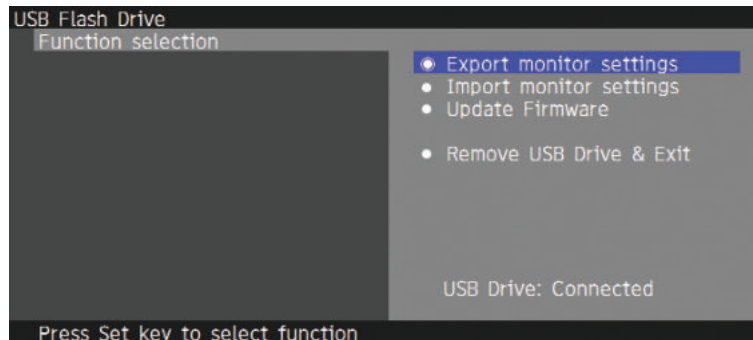 USB Flash Drive
Function selection
Export monitor settings
Import monitor settings
Update Firmware
Remove USB Drive & Exit
USB Drive: Connected
Press Set key to select function